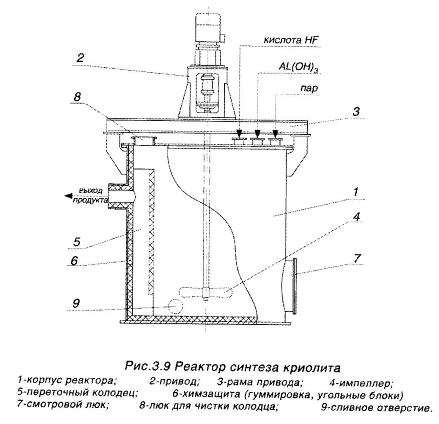 кислота HF
AL(OH)3
пар
2
8
3
1
выход
продукта
4
5
6
7
9
Рис.3.9 Реактор синтеза криолита
1-корпус реактора; 2-привод; 3-рама привода; 4-импеллер;
5-переточный колодец; 6-химзащита (гуммировка, угольные блоки)
7-смотровой люк; 8-люк для чистки колодца; 9-сливное отверстие.